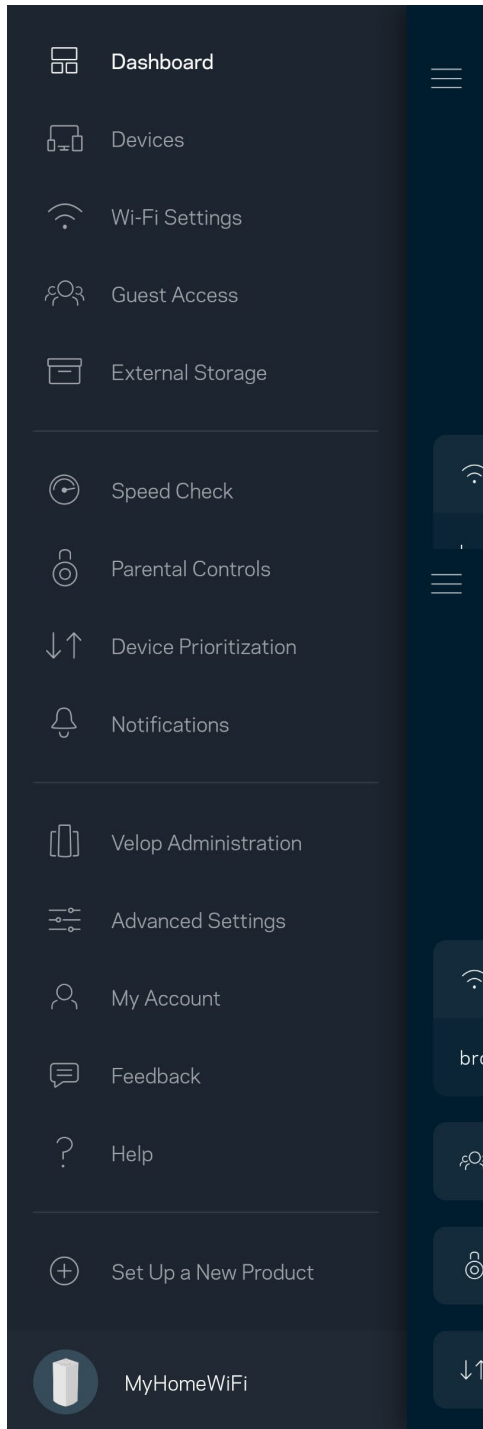 Dashboard
Devices
Wi-Fi Settings
Guest Access
External Storage
Speed Check
Parental Controls
Device Prioritization
Notifications
Velop Administration
Advanced Settings
My Account
bro
Feedback
Help
Set Up a New Product
MyHomeWiFi